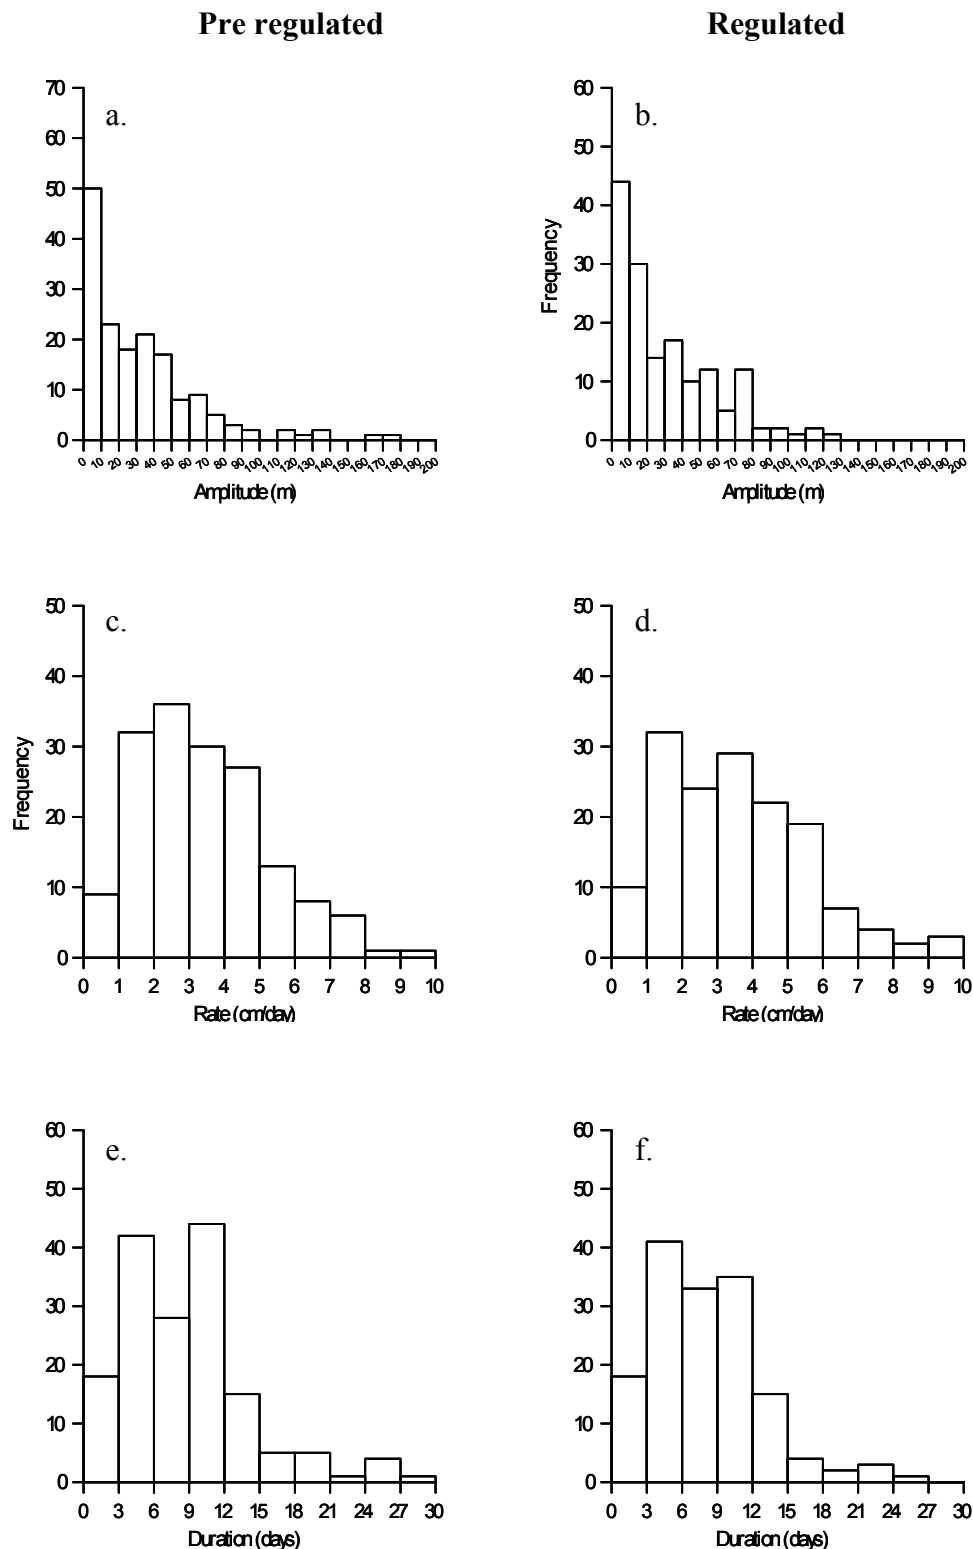 Pre regulated
Regulated
a.
70
60
50
40
30
20
10
0
0 10 20 30 40 50 60 70 80 90 100 110 120 130 140 150 160 170 180 190 200
Amplitude (m)
b.
Frequency
60
50
40
30
20
10
0
0 10 20 30 40 50 60 70 80 90 100 110 120 130 140 150 160 170 180 190 200
Amplitude (m)
c.
Frequency
50
40
30
20
10
0
0 1 2 3 4 5 6 7 8 9 10
Rate (cm/day)
d.
50
40
30
20
10
0
0 1 2 3 4 5 6 7 8 9 10
Rate (cm/day)
e.
60
50
40
30
20
10
0
0 3 6 9 12 15 18 21 24 27 30
Duration (days)
f.
60
50
40
30
20
10
0
0 3 6 9 12 15 18 21 24 27 30
Duration (days)